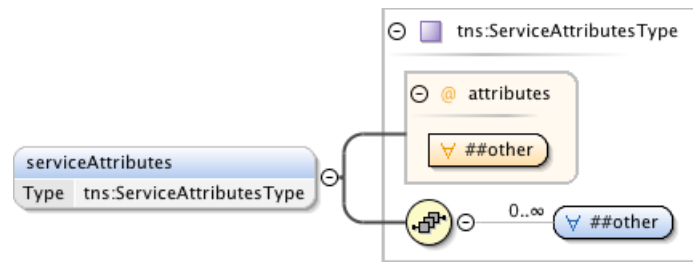 tns:ServiceAttributesType
@ attributes
∀ ##other
serviceAttributes
Type tns:ServiceAttributesType
0..∞
∀ ##other